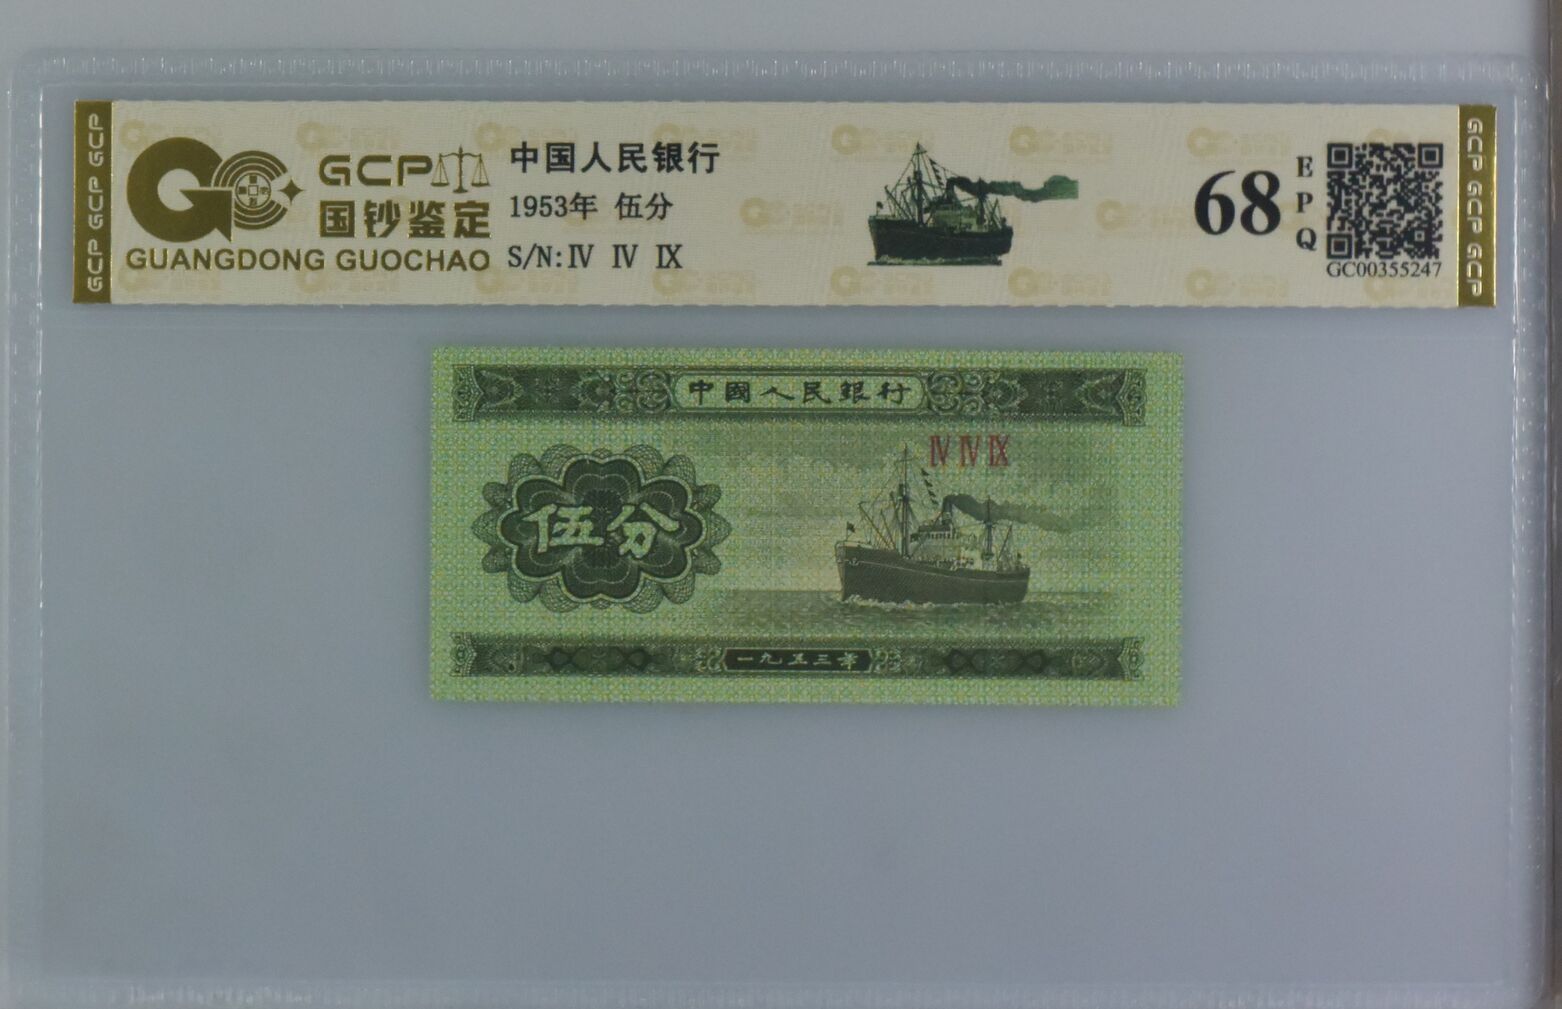 GCP GCP GCP
GCP
国钞鉴定
GUANGDONG GUOCHAO
中国人民银行
1953年 伍分
S/N: IV IV IX
68
EPQ
GC00355247
GCP GCP GCP
中國人民銀行
IV IV IX
伍分
一九五三年